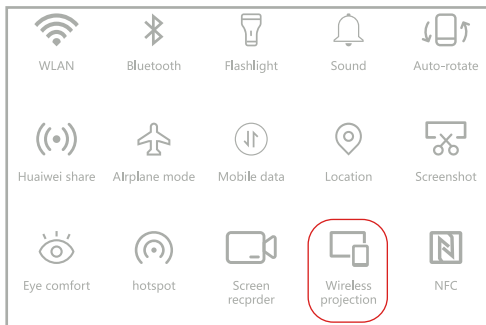 WLAN Bluetooth Flashlight Sound Auto-rotate
Huaiwei share AIrplane mode Mobile data Location Screenshot
Eye comfort hotspot Screen Wireless NFC
recprder projection